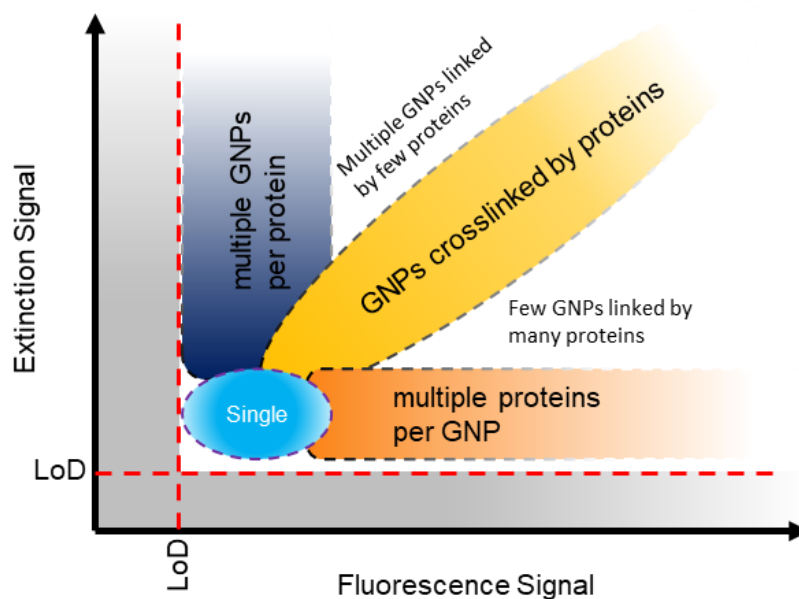 Extinction Signal
multiple GNPs
per protein
Multiple GNPs linked
by few proteins
GNPs crosslinked by proteins
Few GNPs linked by
many proteins
Single
multiple proteins
per GNP
LoD
LoD
Fluorescence Signal